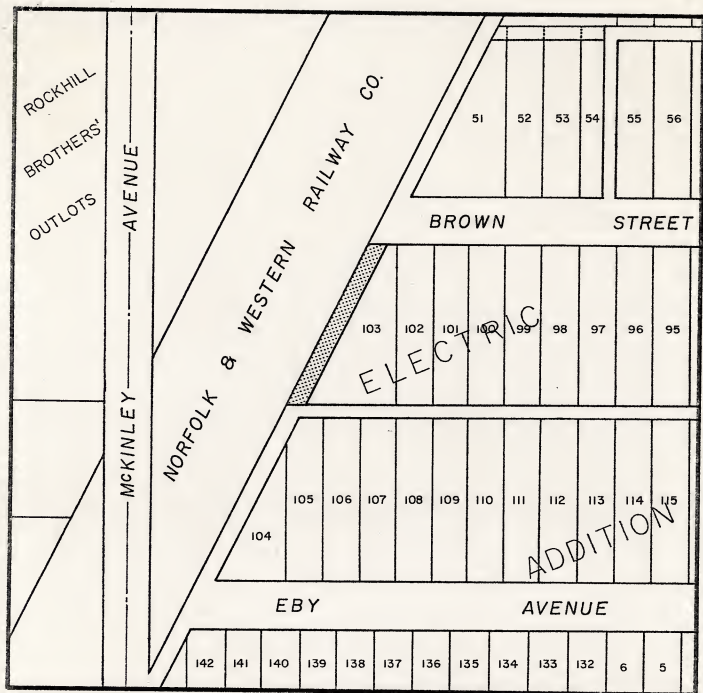 ROCKHILL
BROTHERS'
OUTLOTS
McKINLEY AVENUE
NORFOLK & WESTERN RAILWAY CO.
51 52 53 54 55 56
BROWN STREET
103 102 101 100 99 98 97 96 95
ELECTRIC
104 105 106 107 108 109 110 111 112 113 114 115
ADDITION
EBY AVENUE
142 141 140 139 138 137 136 135 134 133 132 6 5